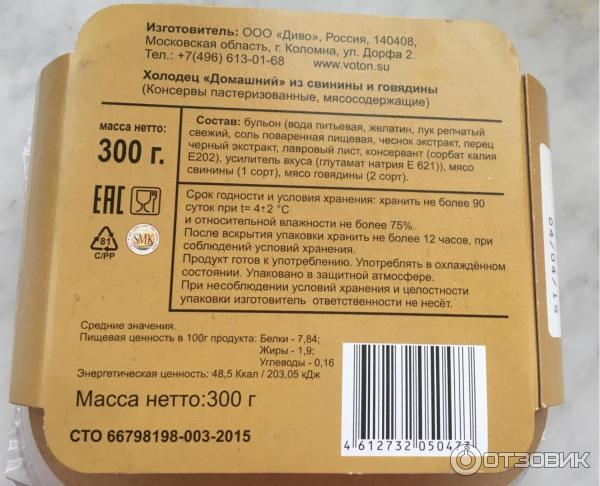 Изготовитель: ООО «Диво», Россия, 140408,
Московская область, г. Коломна, ул. Дорфа 2.
Тел.: +7(496) 613-01-68 www.voton.su
Холодец «Домашний» из свинины и говядины
(Консервы пастеризованные, мясосодержащие)
масса нетто:
300 г.
Состав: бульон (вода питьевая, желатин, лук репчатый
свежий, соль поваренная пищевая, чеснок экстракт, перец
черный экстракт, лавровый лист, консервант (сорбат калия
Е202), усилитель вкуса (глутамат натрия Е 621)), мясо
свинины (1 сорт), мясо говядины (2 сорт).
ЕАС
81
C/PP
SMK
Срок годности и условия хранения: хранить не более 90
суток при t= 4±2 °С
и относительной влажности не более 75%.
После вскрытия упаковки хранить не более 12 часов, при
соблюдений условий хранения.
Продукт готов к употреблению. Употреблять в охлаждённом
состоянии. Упаковано в защитной атмосфере.
При несоблюдении условий хранения и целостности
упаковки изготовитель ответственности не несёт.
04/04/19
Средние значения.
Пищевая ценность в 100г продукта: Белки - 7,84;
Жиры - 1,9;
Углеводы - 0,16
Энергетическая ценность: 48,5 Ккал / 203,05 кДж
Масса нетто:300 г
СТО 66798198-003-2015
4 612732 050473
ОТЗОВИК